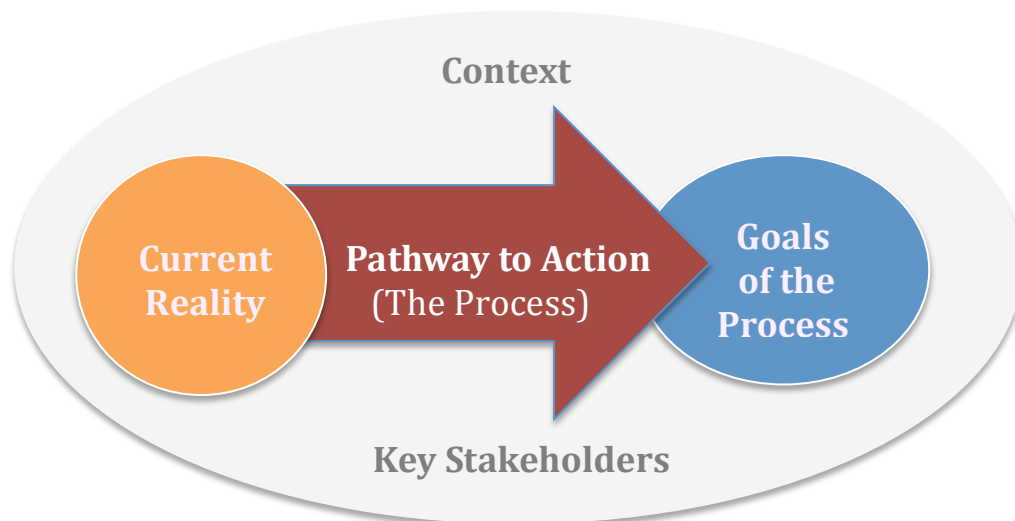 Context
Current
Reality
Pathway to Action
(The Process)
Goals
of the
Process
Key Stakeholders